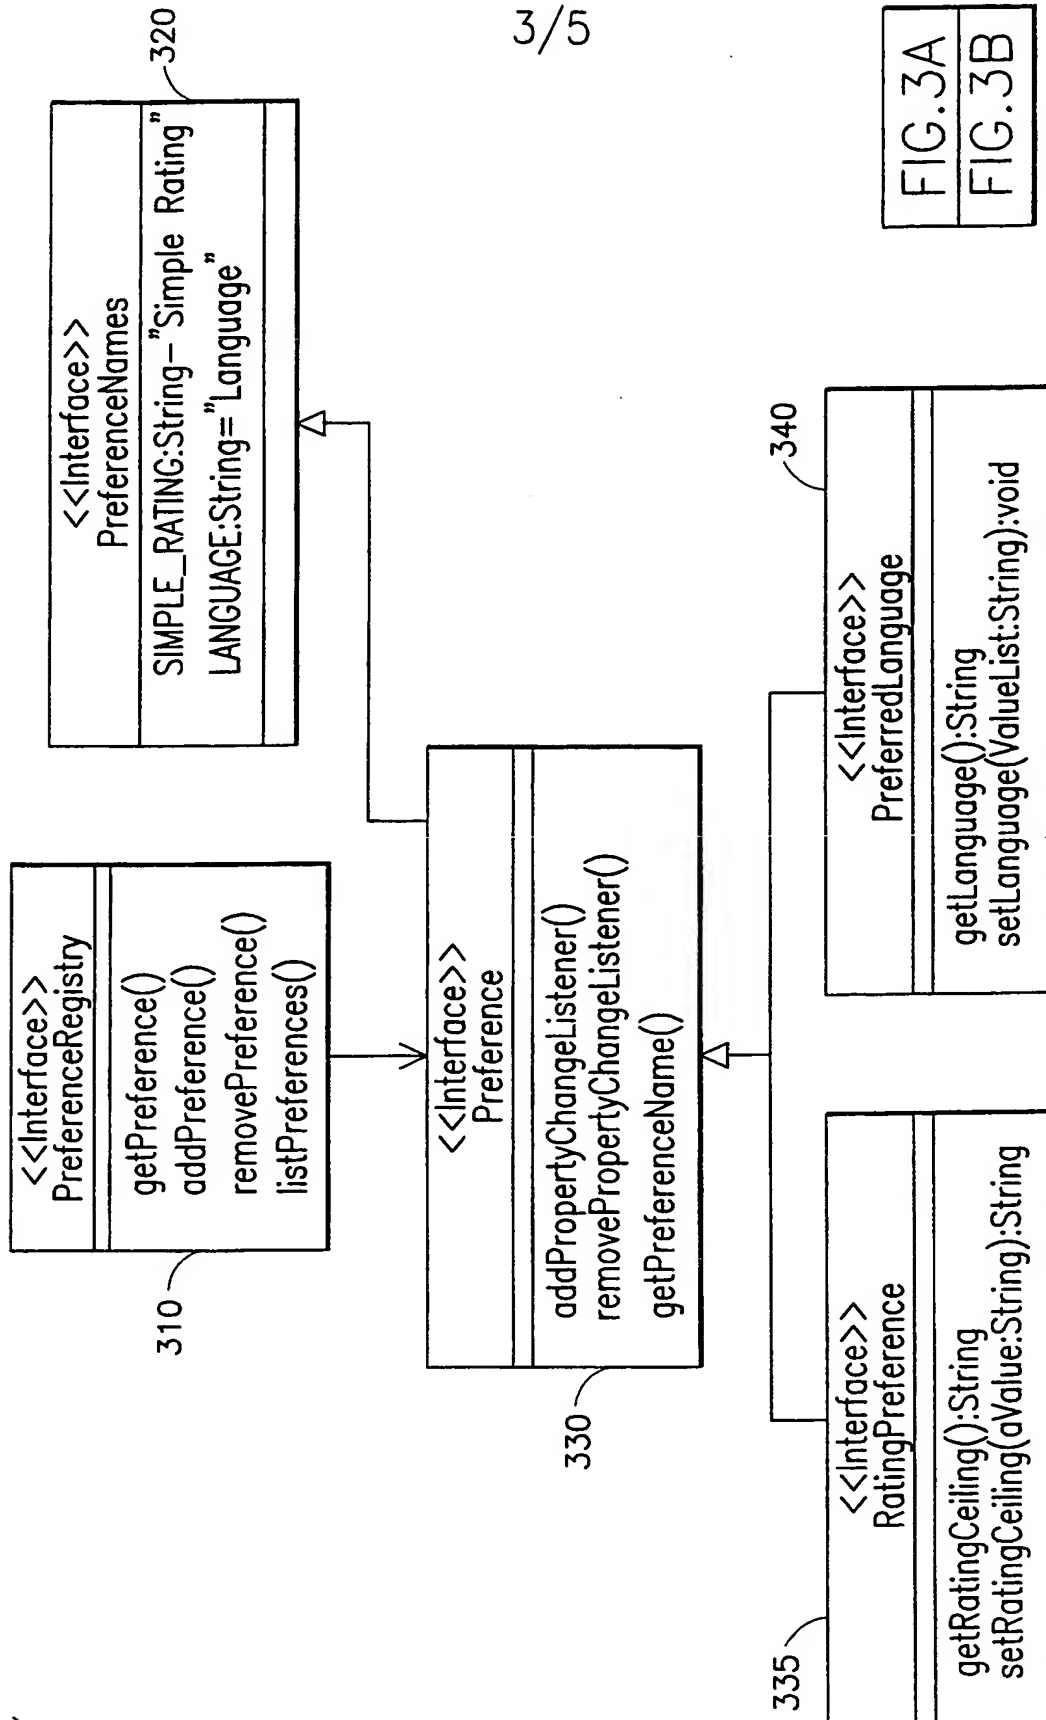 3/5
<<Interface>>
PreferenceRegistry
getPreference()
addPreference()
removePreference()
listPreferences()
310
<<Interface>>
PreferenceNames
SIMPLE_RATING:String-"Simple Rating"
LANGUAGE:String="Language"
320
<<Interface>>
Preference
addPropertyChangeListener()
removePropertyChangeListener()
getPreferenceName()
330
335
<<Interface>>
RatingPreference
getRatingCeiling():String
setRatingCeiling(aValue:String):String
<<Interface>>
PreferredLanguage
getLanguage():String
setLanguage(ValueList:String):void
340
FIG.3A
FIG.3B